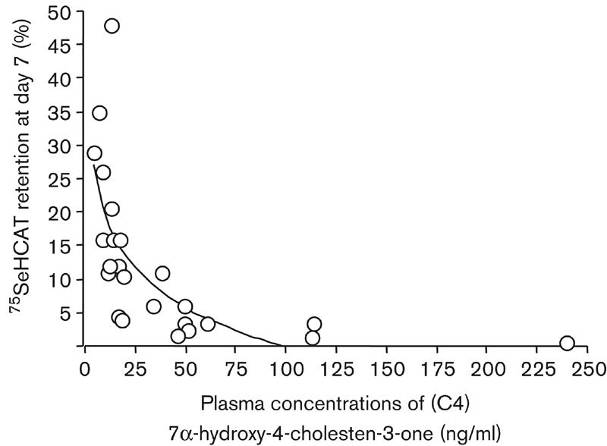 ⁷⁵SeHCAT retention at day 7 (%)
50
45
40
35
30
25
20
15
10
5
0 25 50 75 100 125 150 175 200 225 250
Plasma concentrations of (C4)
7α-hydroxy-4-cholesten-3-one (ng/ml)